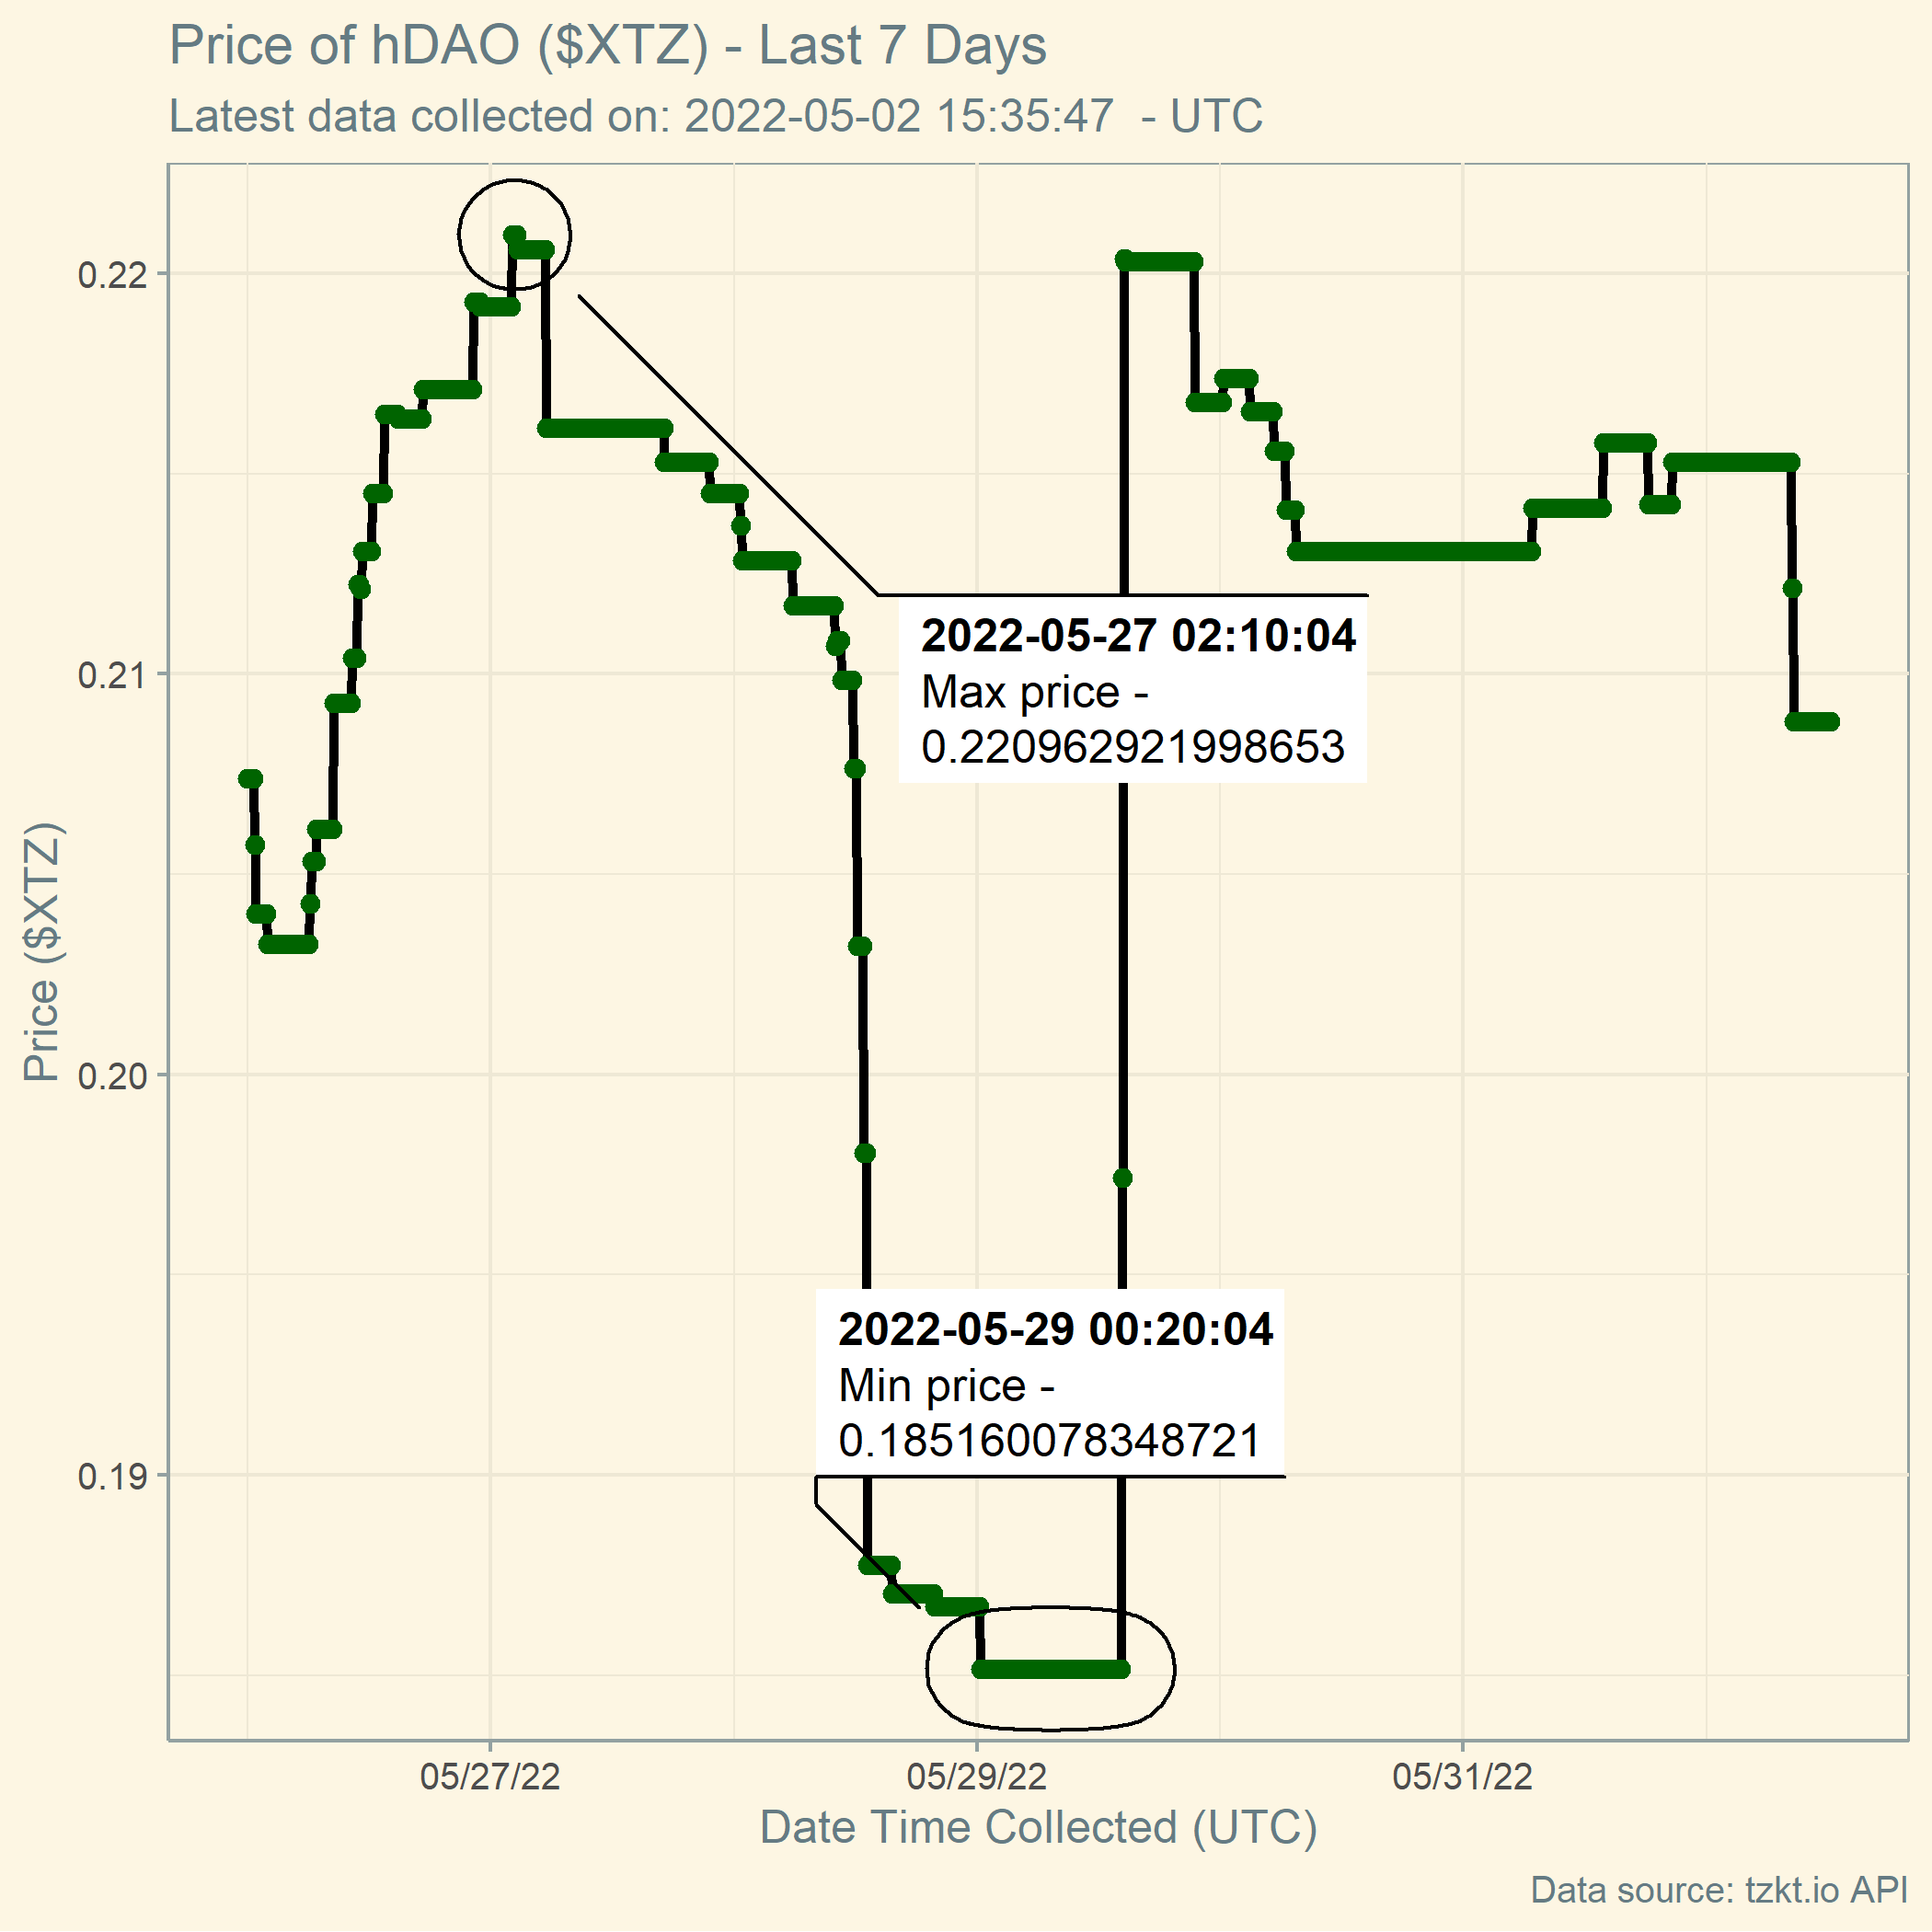 Price of hDAO ($XTZ) - Last 7 Days
Latest data collected on: 2022-05-02 15:35:47  - UTC
0.22
0.21
0.20
0.19
Price ($XTZ)
2022-05-27 02:10:04
Max price -
0.220962921998653
2022-05-29 00:20:04
Min price -
0.185160078348721
05/27/22
05/29/22
05/31/22
Date Time Collected (UTC)
Data source: tzkt.io API